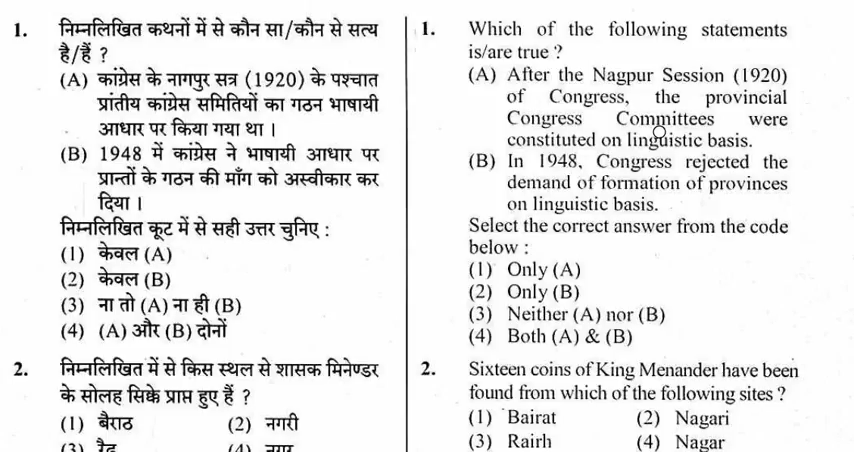 1. निम्नलिखित कथनों में से कौन सा/कौन से सत्य
है/हैं ?
(A) कांग्रेस के नागपुर सत्र (1920) के पश्चात
प्रांतीय कांग्रेस समितियों का गठन भाषायी
आधार पर किया गया था ।
(B) 1948 में कांग्रेस ने भाषायी आधार पर
प्रान्तों के गठन की माँग को अस्वीकार कर
दिया ।
निम्नलिखित कूट में से सही उत्तर चुनिए :
(1) केवल (A)
(2) केवल (B)
(3) ना तो (A) ना ही (B)
(4) (A) और (B) दोनों
2. निम्नलिखित में से किस स्थल से शासक मिनेण्डर
के सोलह सिक्के प्राप्त हुए हैं ?
(1) बैराठ (2) नगरी
(3) रैढ़ (4) नगर
1. Which of the following statements
is/are true ?
(A) After the Nagpur Session (1920)
of Congress, the provincial
Congress Committees were
constituted on linguistic basis.
(B) In 1948, Congress rejected the
demand of formation of provinces
on linguistic basis.
Select the correct answer from the code
below :
(1) Only (A)
(2) Only (B)
(3) Neither (A) nor (B)
(4) Both (A) & (B)
2. Sixteen coins of King Menander have been
found from which of the following sites ?
(1) Bairat (2) Nagari
(3) Rairh (4) Nagar